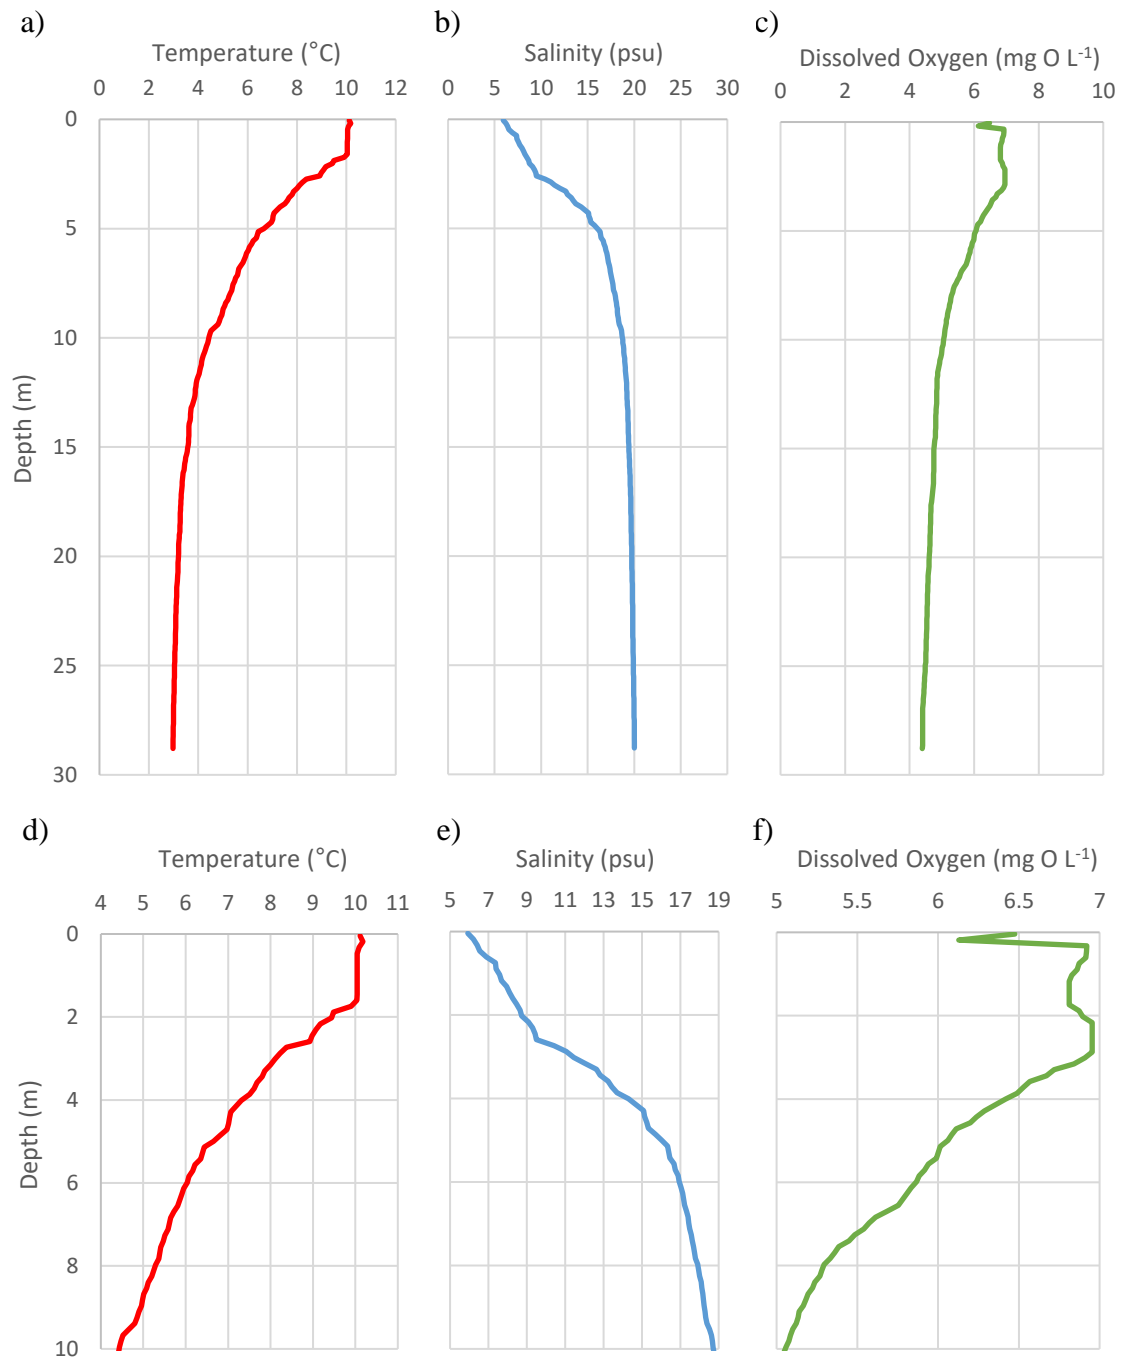 a)
b)
c)
Temperature (°C)
Salinity (psu)
Dissolved Oxygen (mg O L-1)
0 2 4 6 8 10 12
0 5 10 15 20 25 30
0 2 4 6 8 10
0
5
10
15
20
25
30
Depth (m)
d)
e)
f)
Temperature (°C)
Salinity (psu)
Dissolved Oxygen (mg O L-1)
4 5 6 7 8 9 10 11
5 7 9 11 13 15 17 19
5 5.5 6 6.5 7
0
2
4
6
8
10
Depth (m)